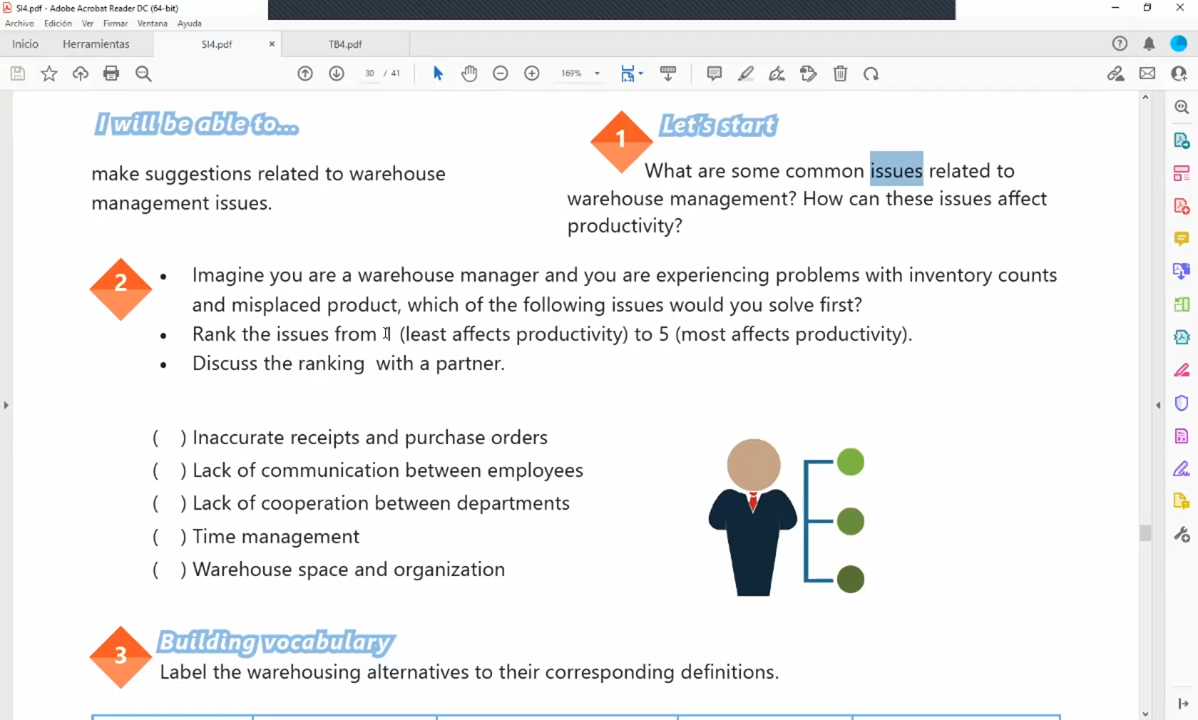 SI4.pdf - Adobe Acrobat Reader DC (64-bit)
Archivo Edición Ver Firmar Ventana Ayuda
Inicio Herramientas SI4.pdf × TB4.pdf
30 / 41 169%
I will be able to...
make suggestions related to warehouse
management issues.
1 Let's start
What are some common issues related to
warehouse management? How can these issues affect
productivity?
2
• Imagine you are a warehouse manager and you are experiencing problems with inventory counts
and misplaced product, which of the following issues would you solve first?
• Rank the issues from 1 (least affects productivity) to 5 (most affects productivity).
• Discuss the ranking with a partner.
( ) Inaccurate receipts and purchase orders
( ) Lack of communication between employees
( ) Lack of cooperation between departments
( ) Time management
( ) Warehouse space and organization
3 Building vocabulary
Label the warehousing alternatives to their corresponding definitions.